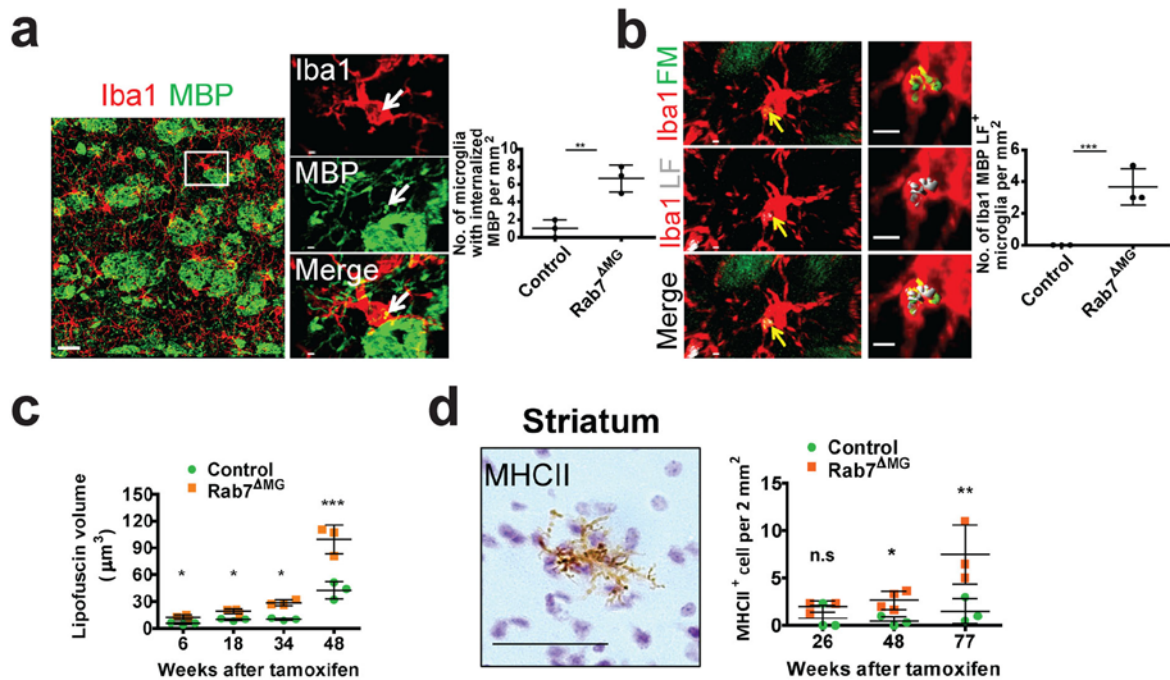 a
Iba1 MBP
Iba1
MBP
Merge
No. of microglia
with internalized
MBP per mm2
10
8
6
4
2
0
**
Control
Rab7ΔMG
b
Iba1 FM
Iba1 LF
Merge
No. of Iba1 MBP LF+
microglia per mm2
6
4
2
0
***
Control
Rab7ΔMG
c
Control
Rab7ΔMG
Lipofuscin volume
(μm3)
150
120
90
60
30
0
* * * ***
6 18 34 48
Weeks after tamoxifen
d
Striatum
MHCII
Control
Rab7ΔMG
MHCII+ cell per 2 mm2
15
10
5
0
n.s * **
26 48 77
Weeks after tamoxifen